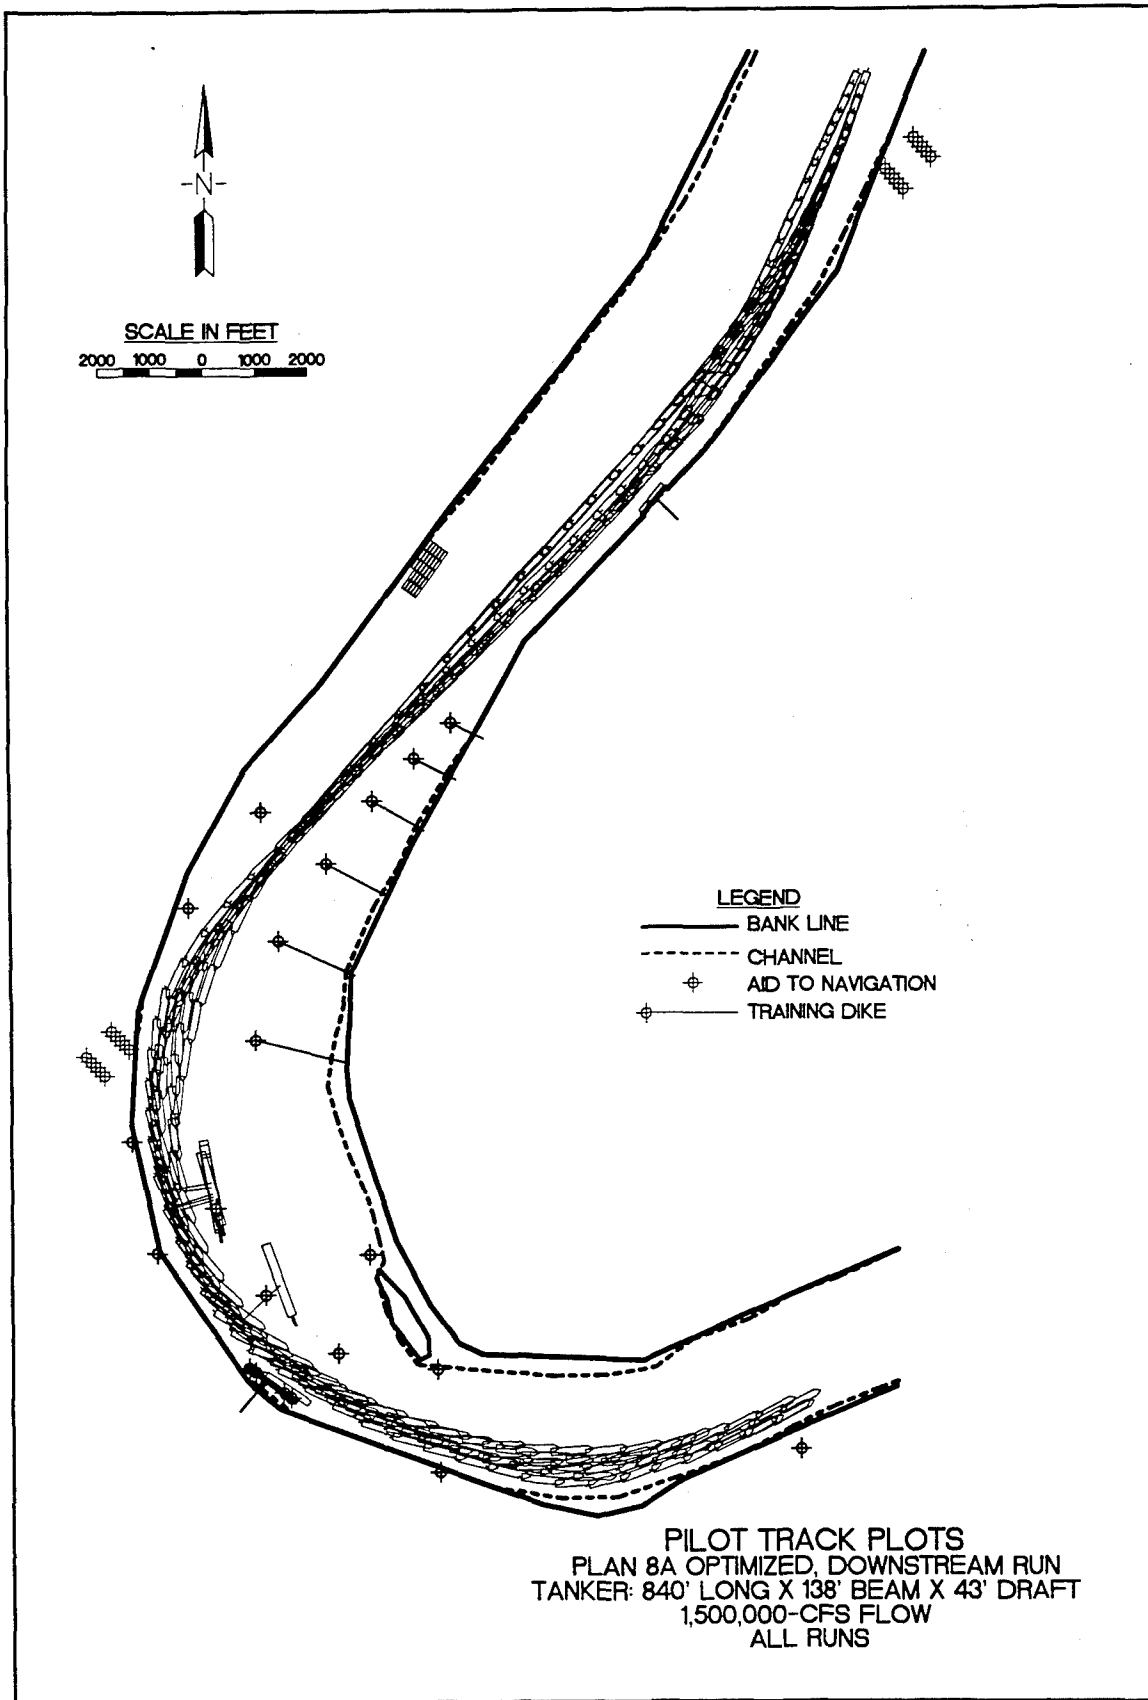 -N-
SCALE IN FEET
2000 1000 0 1000 2000
LEGEND
BANK LINE
CHANNEL
AID TO NAVIGATION
TRAINING DIKE
PILOT TRACK PLOTS
PLAN 8A OPTIMIZED, DOWNSTREAM RUN
TANKER: 840' LONG X 138' BEAM X 43' DRAFT
1,500,000-CFS FLOW
ALL RUNS